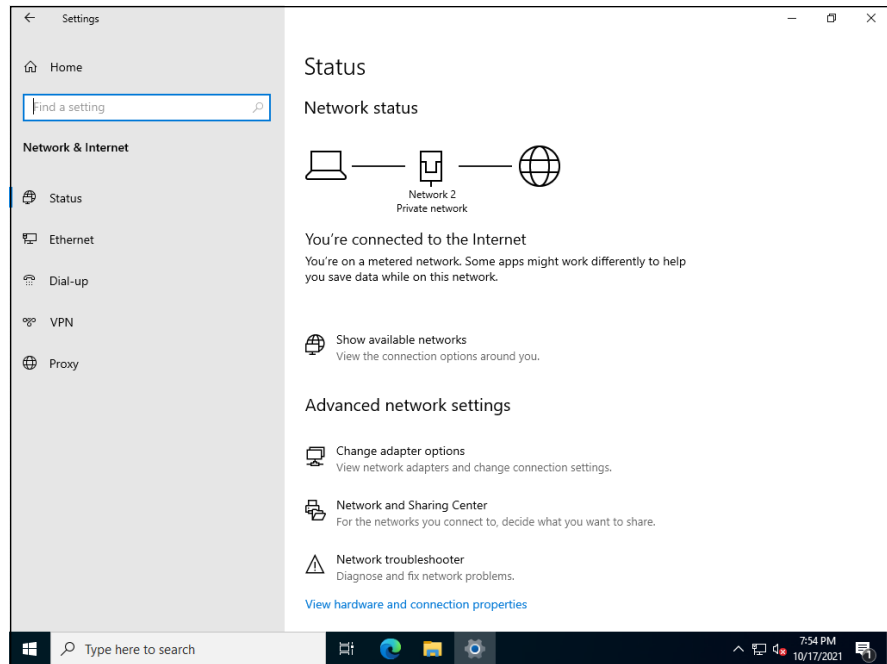 Settings
Home
Find a setting
Network & Internet
Status
Ethernet
Dial-up
VPN
Proxy
Status
Network status
Network 2
Private network
You're connected to the Internet
You're on a metered network. Some apps might work differently to help
you save data while on this network.
Show available networks
View the connection options around you.
Advanced network settings
Change adapter options
View network adapters and change connection settings.
Network and Sharing Center
For the networks you connect to, decide what you want to share.
Network troubleshooter
Diagnose and fix network problems.
View hardware and connection properties
Type here to search
7:54 PM
10/17/2021
1